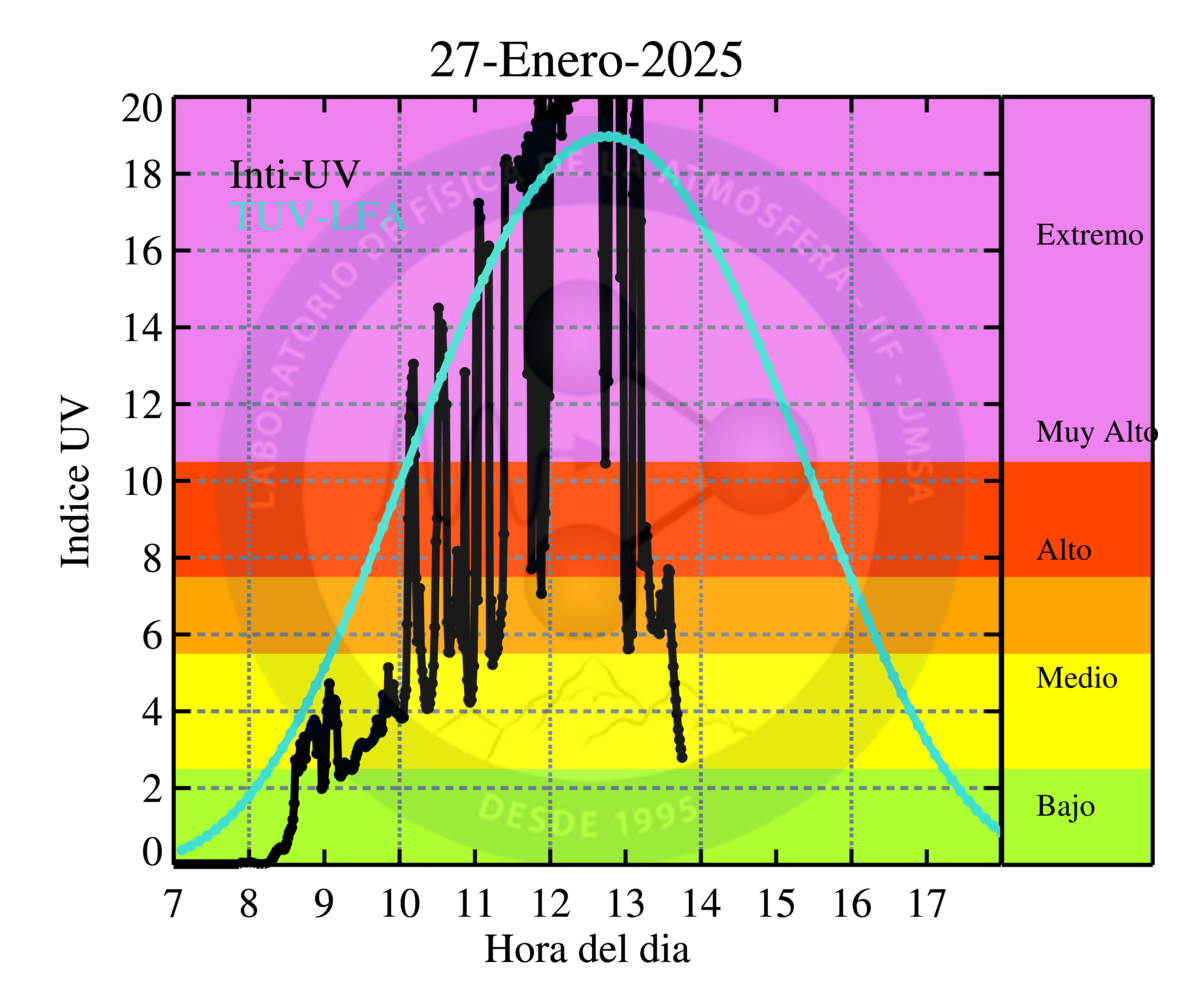 27-Enero-2025
20
18
16
14
12
10
8
6
4
2
0
Indice UV
Inti-UV
TUV-LFA
LABORATORIO DE FÍSICA DE LA ATMÓSFERA - IIF - UMSA
DESDE 1995
Extremo
Muy Alto
Alto
Medio
Bajo
7 8 9 10 11 12 13 14 15 16 17
Hora del dia